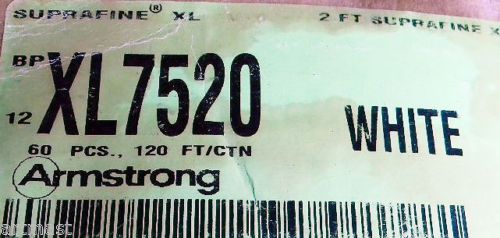 SUPRAFINE® XL 2 FT SUPRAFINE X
BP XL7520
12 WHITE
60 PCS., 120 FT/CTN
Armstrong